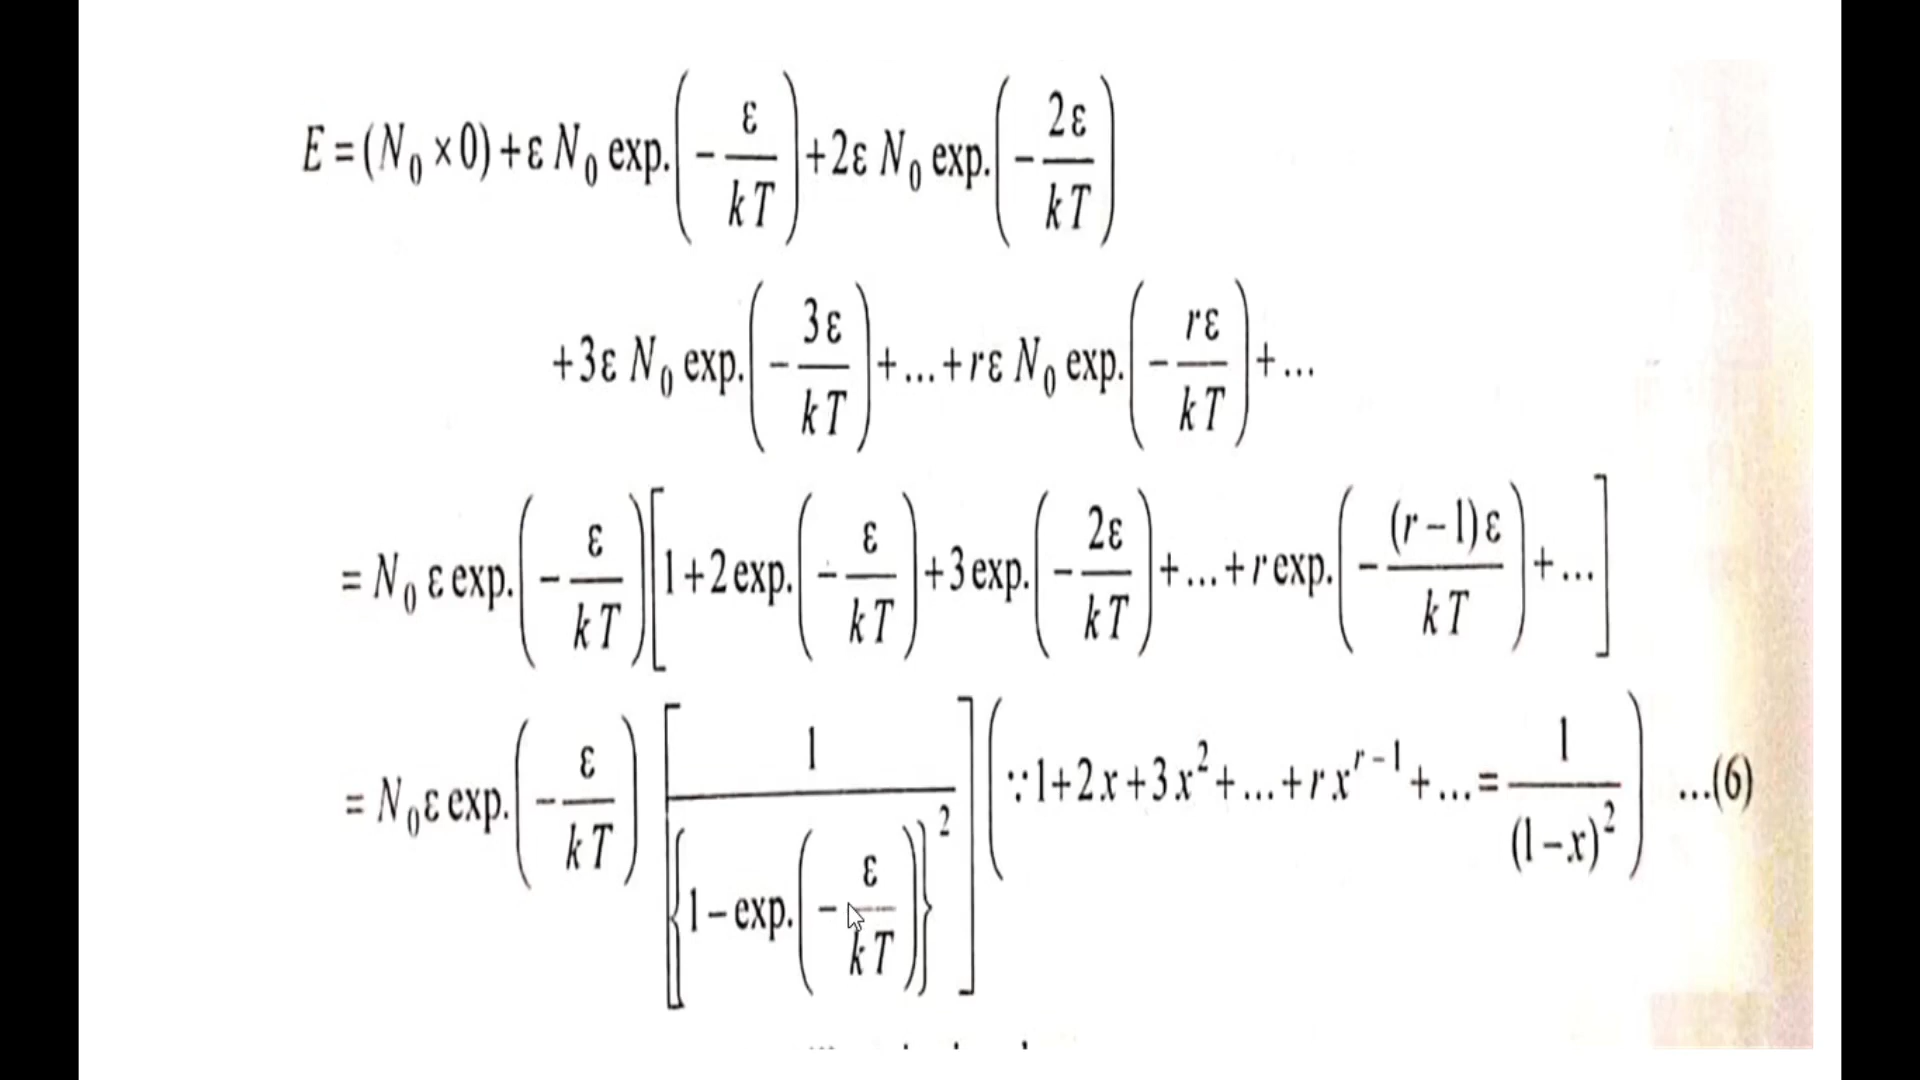 E = (N₀ × 0) + ε N₀ exp. (− ε/kT) + 2ε N₀ exp. (− 2ε/kT)
+ 3ε N₀ exp. (− 3ε/kT) + ... + rε N₀ exp. (− rε/kT) + ...
= N₀ ε exp. (− ε/kT) [1 + 2 exp. (− ε/kT) + 3 exp. (− 2ε/kT) + ... + r exp. (− (r − 1) ε/kT) + ...]
= N₀ ε exp. (− ε/kT) [1/{1 − exp. (− ε/kT)}²] (∵ 1 + 2x + 3x² + ... + r xʳ⁻¹ + ... = 1/(1 − x)²) ...(6)